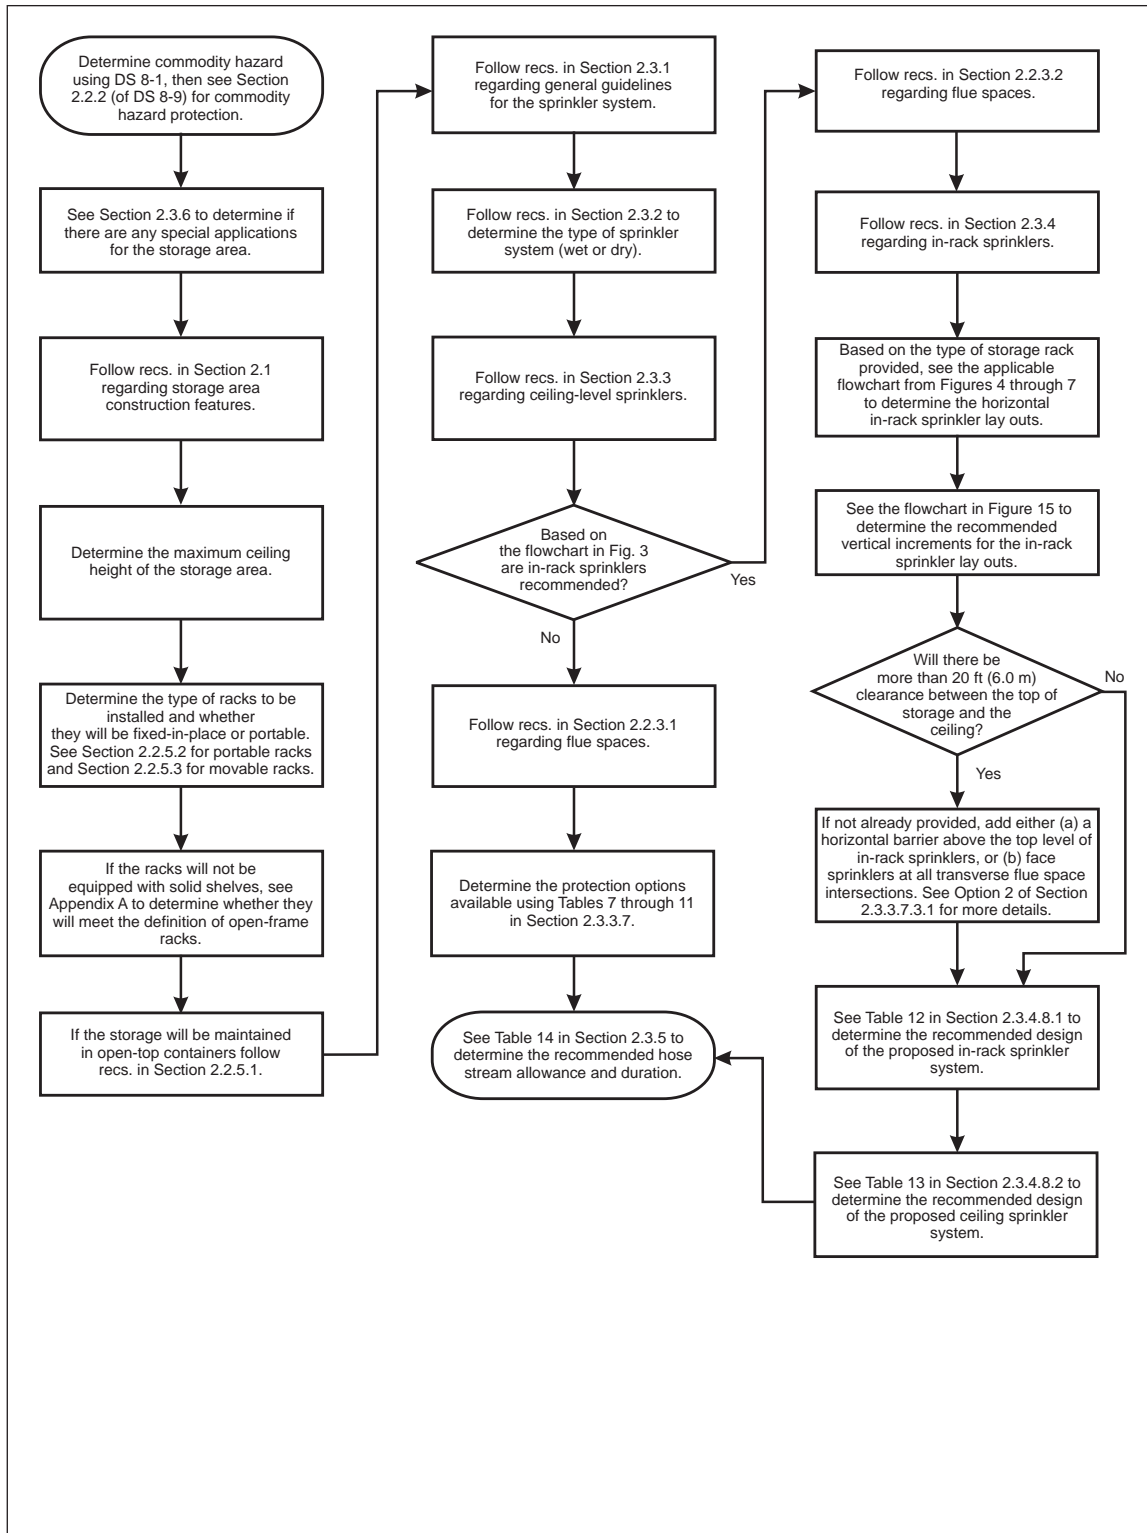 Determine commodity hazard
using DS 8-1, then see Section
2.2.2 (of DS 8-9) for commodity
hazard protection.
See Section 2.3.6 to determine if
there are any special applications
for the storage area.
Follow recs. in Section 2.1
regarding storage area
construction features.
Determine the maximum ceiling
height of the storage area.
Determine the type of racks to be
installed and whether
they will be fixed-in-place or portable.
See Section 2.2.5.2 for portable racks
and Section 2.2.5.3 for movable racks.
If the racks will not be
equipped with solid shelves, see
Appendix A to determine whether they
will meet the definition of open-frame
racks.
If the storage will be maintained
in open-top containers follow
recs. in Section 2.2.5.1.
Follow recs. in Section 2.3.1
regarding general guidelines
for the sprinkler system.
Follow recs. in Section 2.3.2 to
determine the type of sprinkler
system (wet or dry).
Follow recs. in Section 2.3.3
regarding ceiling-level sprinklers.
Based on
the flowchart in Fig. 3
are in-rack sprinklers
recommended?
Yes
No
Follow recs. in Section 2.2.3.1
regarding flue spaces.
Determine the protection options
available using Tables 7 through 11
in Section 2.3.3.7.
See Table 14 in Section 2.3.5 to
determine the recommended hose
stream allowance and duration.
Follow recs. in Section 2.2.3.2
regarding flue spaces.
Follow recs. in Section 2.3.4
regarding in-rack sprinklers.
Based on the type of storage rack
provided, see the applicable
flowchart from Figures 4 through 7
to determine the horizontal
in-rack sprinkler lay outs.
See the flowchart in Figure 15 to
determine the recommended
vertical increments for the in-rack
sprinkler lay outs.
Will there be
more than 20 ft (6.0 m)
clearance between the top of
storage and the
ceiling?
No
Yes
If not already provided, add either (a) a
horizontal barrier above the top level of
in-rack sprinklers, or (b) face
sprinklers at all transverse flue space
intersections. See Option 2 of Section
2.3.3.7.3.1 for more details.
See Table 12 in Section 2.3.4.8.1 to
determine the recommended design
of the proposed in-rack sprinkler
system.
See Table 13 in Section 2.3.4.8.2 to
determine the recommended design
of the proposed ceiling sprinkler
system.